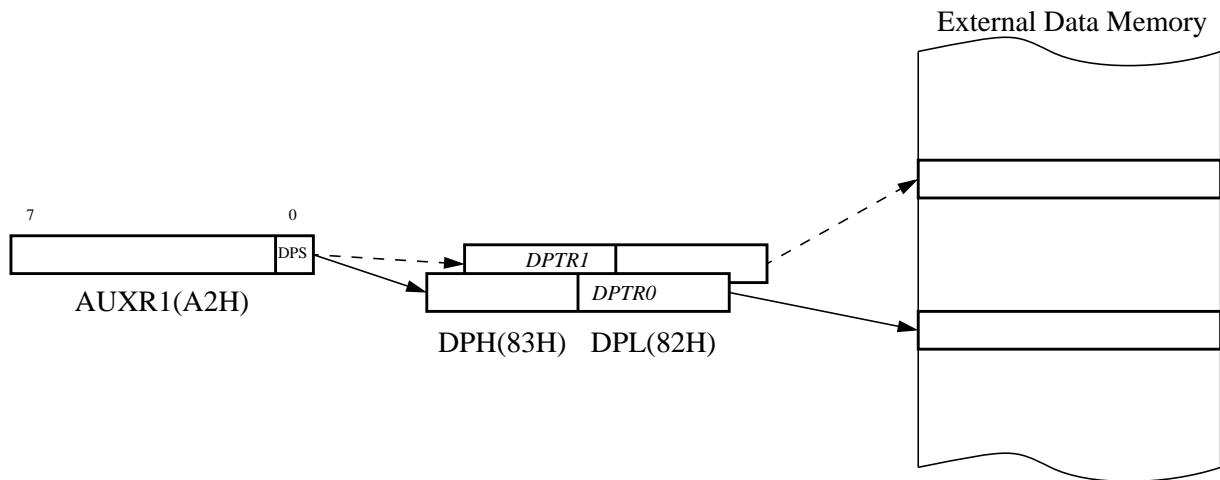 External Data Memory
7 0
DPS
DPTR1
DPTR0
AUXR1(A2H)
DPH(83H) DPL(82H)